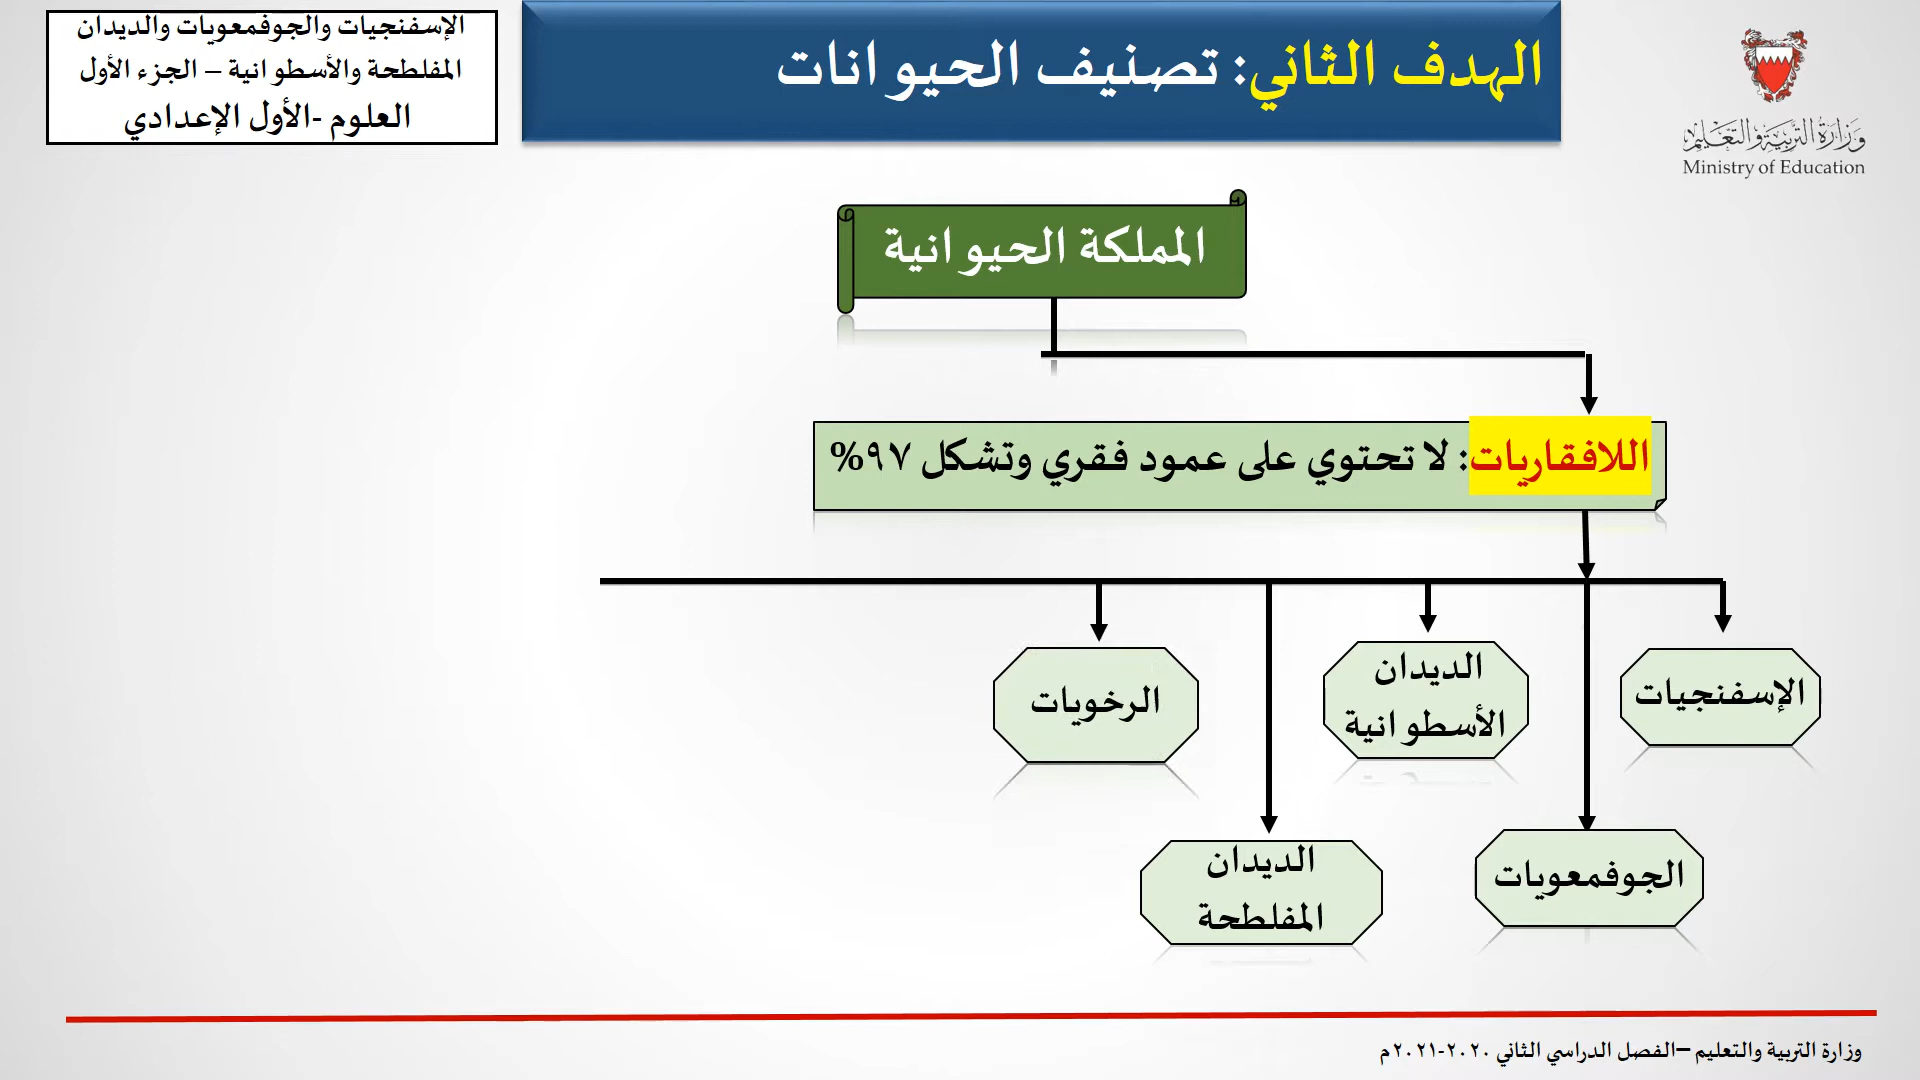 الإسفنجيات والجوفمعويات والديدان
المفلطحة والأسطوانية – الجزء الأول
العلوم -الأول الإعدادي
الهدف الثاني: تصنيف الحيوانات
وزارة التربية والتعليم
Ministry of Education
المملكة الحيوانية
اللافقاريات: لا تحتوي على عمود فقري وتشكل ٩٧%
الإسفنجيات
الجوفمعويات
الديدان
الأسطوانية
الديدان
المفلطحة
الرخويات
وزارة التربية والتعليم –الفصل الدراسي الثاني ٢٠٢٠-٢٠٢١م